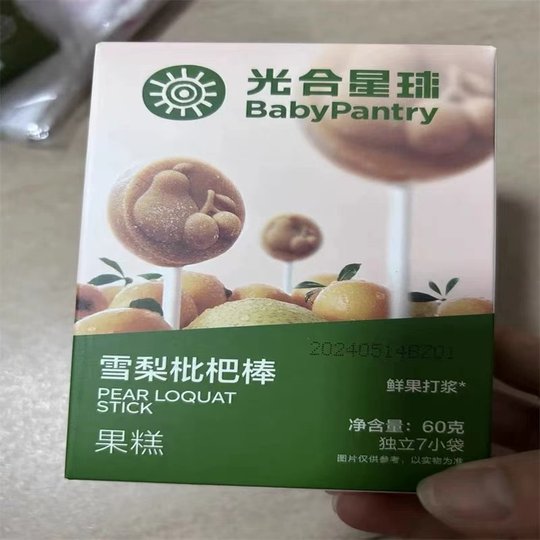 光合星球
BabyPantry
20240514BZ01
雪梨枇杷棒
PEAR LOQUAT
STICK
鲜果打浆*
果糕
净含量：60克
独立7小袋
图片仅供参考，以实物为准